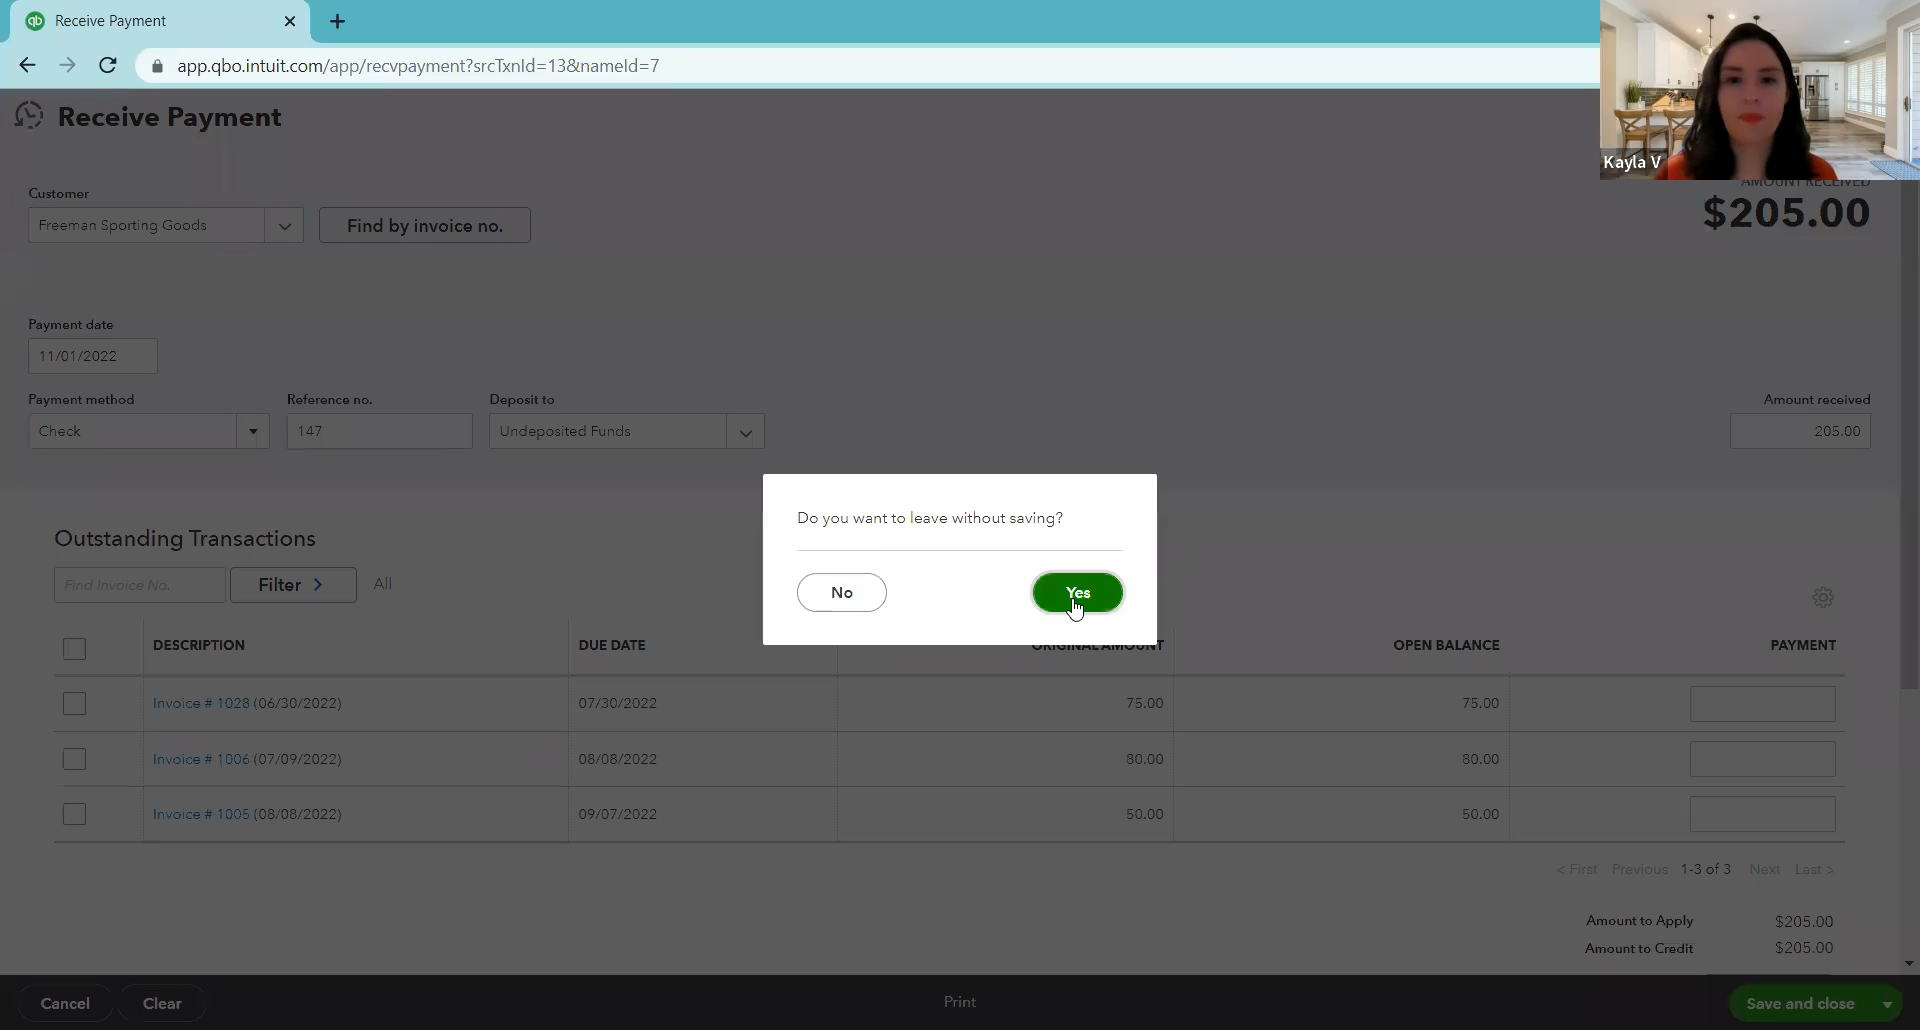 Receive Payment
app.qbo.intuit.com/app/recvpayment?srcTxnId=13&nameId=7
Kayla V
Receive Payment
AMOUNT RECEIVED
$205.00
Customer
Freeman Sporting Goods
Find by invoice no.
Payment date
11/01/2022
Payment method
Reference no.
Deposit to
Amount received
Check
147
Undeposited Funds
205.00
Do you want to leave without saving?
No
Yes
Outstanding Transactions
Find Invoice No.
Filter >
All
DESCRIPTION
DUE DATE
ORIGINAL AMOUNT
OPEN BALANCE
PAYMENT
Invoice # 1028 (06/30/2022) 07/30/2022 75.00 75.00
Invoice # 1006 (07/09/2022) 08/08/2022 80.00 80.00
Invoice # 1005 (08/08/2022) 09/07/2022 50.00 50.00
< First Previous 1-3 of 3 Next Last >
Amount to Apply $205.00
Amount to Credit $205.00
Cancel
Clear
Print
Save and close